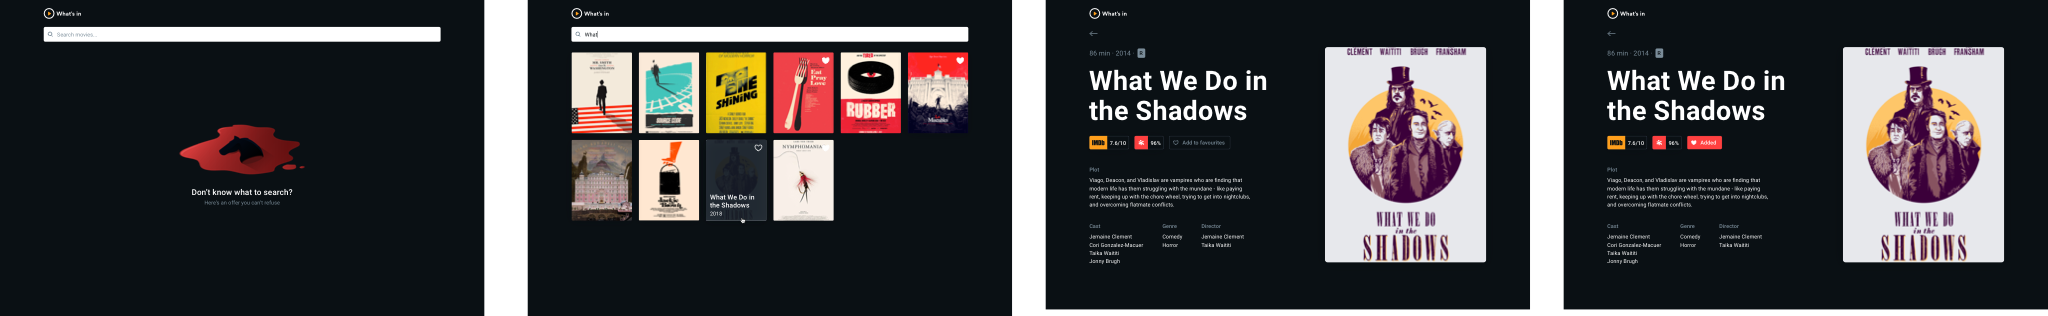 What's in
Search movies...
Don't know what to search?
Here's an offer you can't refuse
What's in
What
THE
SHINING
Eat
Pray
Love
RUBBER
What We Do in
the Shadows
2018
NYMPHOMANIA
What's in
86 min · 2014 · R
What We Do in
the Shadows
IMDb 7.6/10 96% Add to favourites
Plot
Viago, Deacon, and Vladislav are vampires who are finding that
modern life has them struggling with the mundane - like paying
rent, keeping up with the chore wheel, trying to get into nightclubs,
and overcoming flatmate conflicts.
Cast Genre Director
Jemaine Clement Comedy Jemaine Clement
Cori Gonzalez-Macuer Horror Taika Waititi
Taika Waititi
Jonny Brugh
CLEMENT WAITITI BRUGH FRANSHAM
WHAT WE DO
in the
SHADOWS
What's in
86 min · 2014 · R
What We Do in
the Shadows
IMDb 7.6/10 96% Added
Plot
Viago, Deacon, and Vladislav are vampires who are finding that
modern life has them struggling with the mundane - like paying
rent, keeping up with the chore wheel, trying to get into nightclubs,
and overcoming flatmate conflicts.
Cast Genre Director
Jemaine Clement Comedy Jemaine Clement
Cori Gonzalez-Macuer Horror Taika Waititi
Taika Waititi
Jonny Brugh
CLEMENT WAITITI BRUGH FRANSHAM
WHAT WE DO
in the
SHADOWS